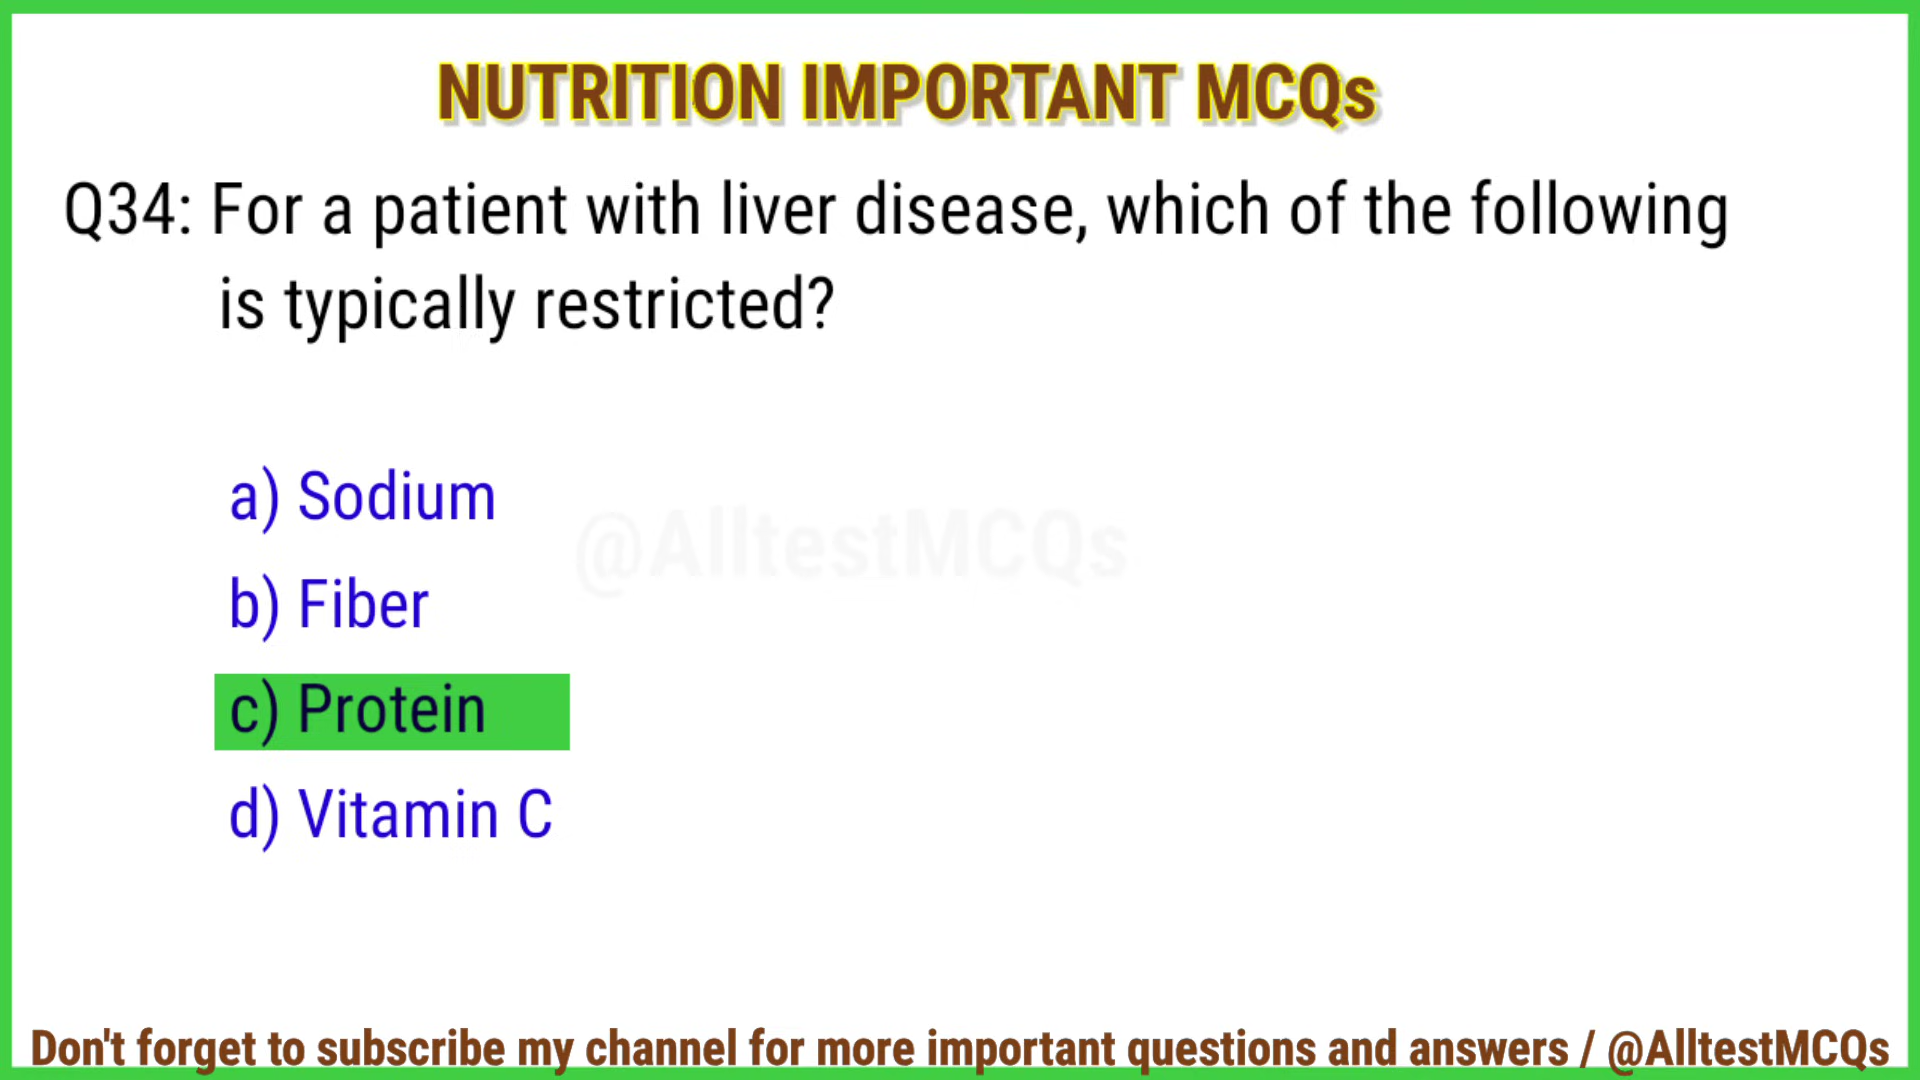 NUTRITION IMPORTANT MCQs
Q34: For a patient with liver disease, which of the following
is typically restricted?
a) Sodium
@AlltestMCQs
b) Fiber
c) Protein
d) Vitamin C
Don't forget to subscribe my channel for more important questions and answers / @AlltestMCQs